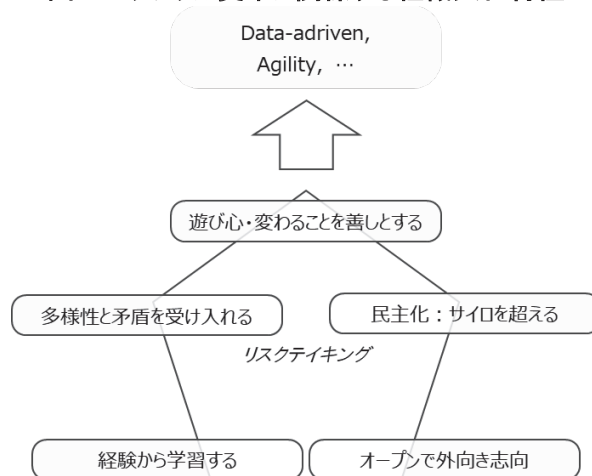 Data-adriven,
Agility, …
遊び心・変わることを善しとする
多様性と矛盾を受け入れる
民主化：サイロを超える
リスクテイキング
経験から学習する
オープンで外向き志向